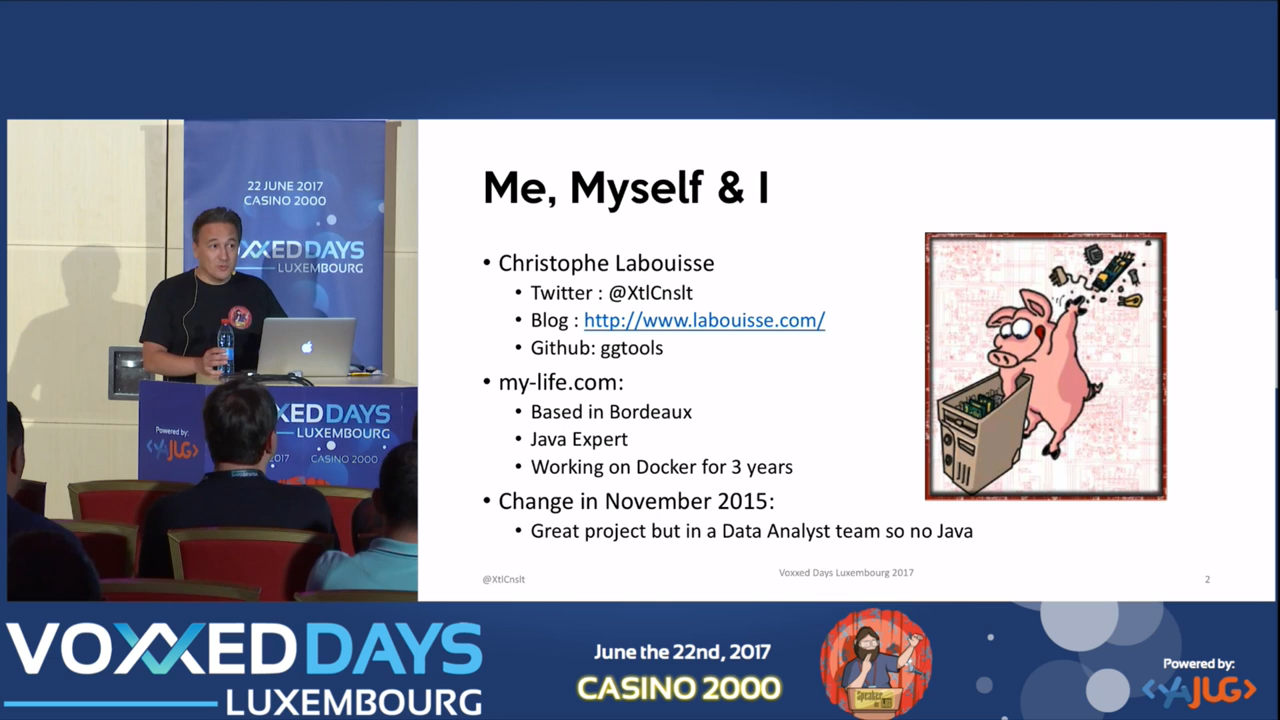 22 JUNE 2017
CASINO 2000
VOXXED DAYS
LUXEMBOURG
Powered by:
<YAJUG>
VOXXED DAYS
LUXEMBOURG
2017
CASINO 2000
Me, Myself & I
• Christophe Labouisse
• Twitter : @XtlCnslt
• Blog : http://www.labouisse.com/
• Github: ggtools
• my-life.com:
• Based in Bordeaux
• Java Expert
• Working on Docker for 3 years
• Change in November 2015:
• Great project but in a Data Analyst team so no Java
@XtlCnslt
Voxxed Days Luxembourg 2017
2
VOXXED DAYS
LUXEMBOURG
June the 22nd, 2017
CASINO 2000
Speaker
Powered by:
<YAJUG>